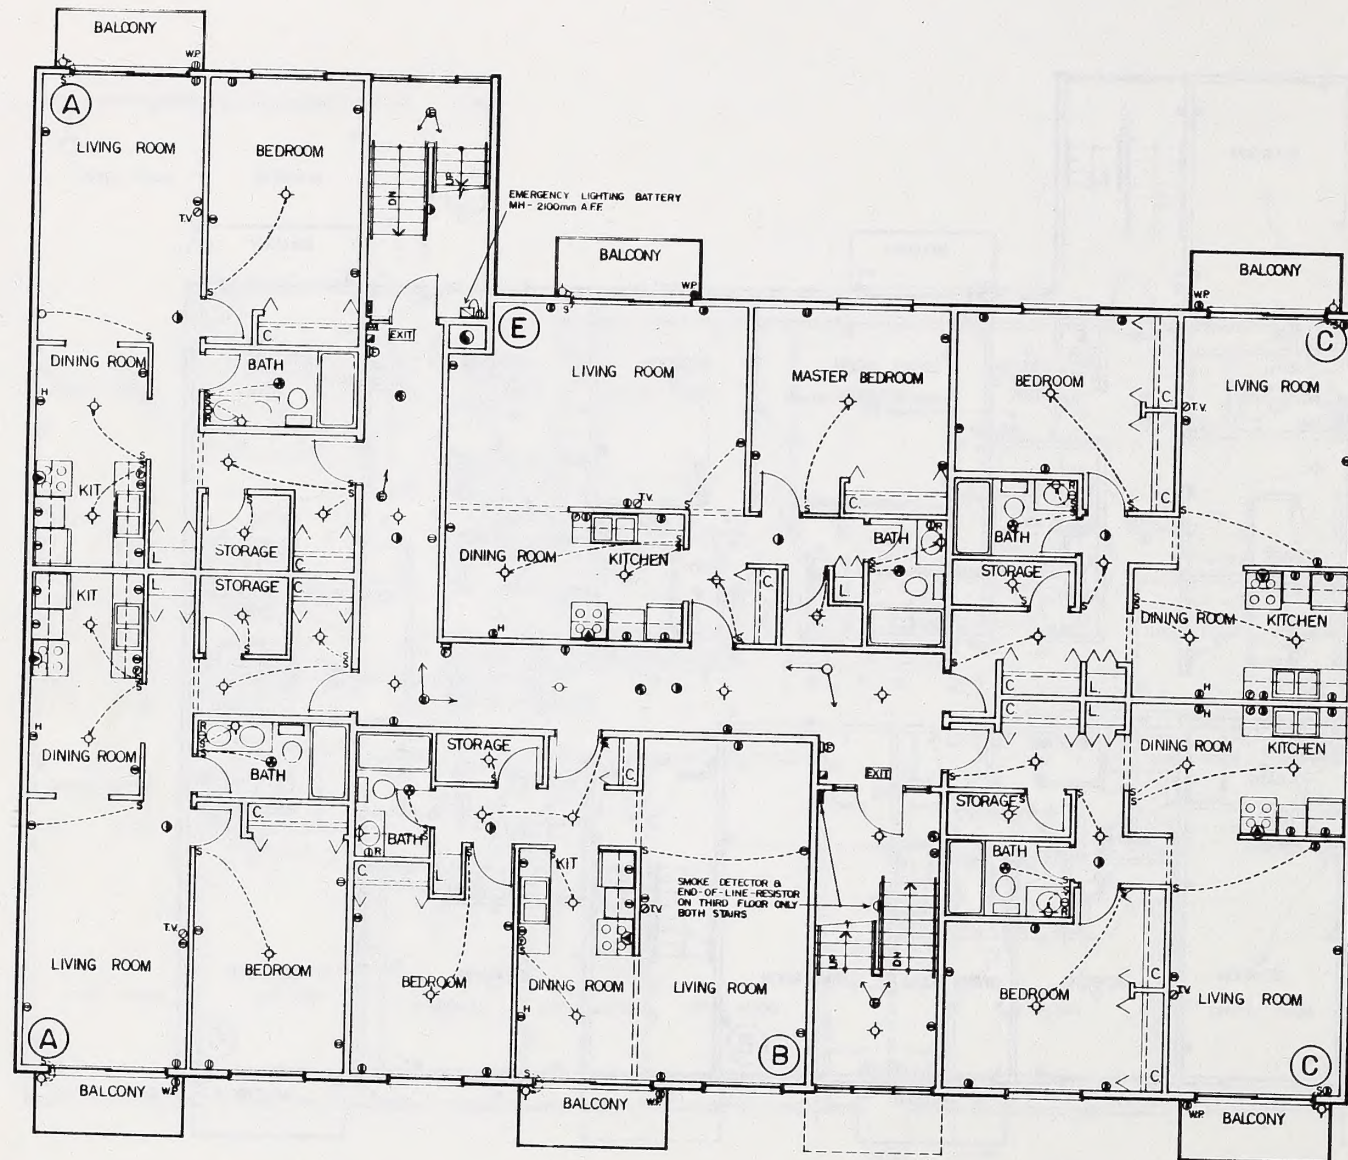 BALCONY
W.P.
S
A
LIVING ROOM
BEDROOM
T.V.
S
DN
UP
EMERGENCY LIGHTING BATTERY
MH - 2100mm A.F.F.
EXIT
C.
DINING ROOM
H
BATH
KIT
STORAGE
L
C
STORAGE
KIT
L
C
H
DINING ROOM
BATH
C.
T.V.
LIVING ROOM
BEDROOM
A
BALCONY
W.P.
BALCONY
W.P.
E
LIVING ROOM
MASTER BEDROOM
T.V.
C.
DINING ROOM
KITCHEN
BATH
R
C.
L
H
BALCONY
W.P.
C
BEDROOM
C.
LIVING ROOM
T.V.
C
BATH
STORAGE
DINING ROOM
KITCHEN
C
L.
H
C
L
H
DINING ROOM
KITCHEN
STORAGE
BATH
BEDROOM
C
T.V.
LIVING ROOM
C
C
W.P.
BALCONY
STORAGE
C.
BATH
R
C.
L
KIT
T.V.
BEDROOM
DINING ROOM
LIVING ROOM
H
B
BALCONY
W.P.
SMOKE DETECTOR &
END-OF-LINE-RESISTOR
ON THIRD FLOOR ONLY
BOTH STAIRS
EXIT
UP
DN